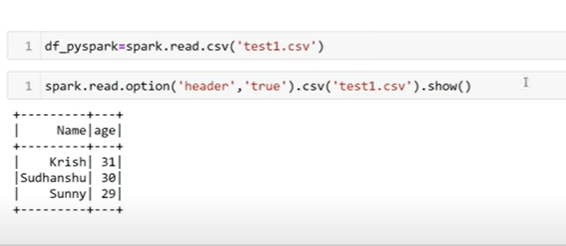 1 df_pyspark=spark.read.csv('test1.csv')
1 spark.read.option('header','true').csv('test1.csv').show()
+---------+---+
|     Name|age|
+---------+---+
|    Krish| 31|
|Sudhanshu| 30|
|    Sunny| 29|
+---------+---+